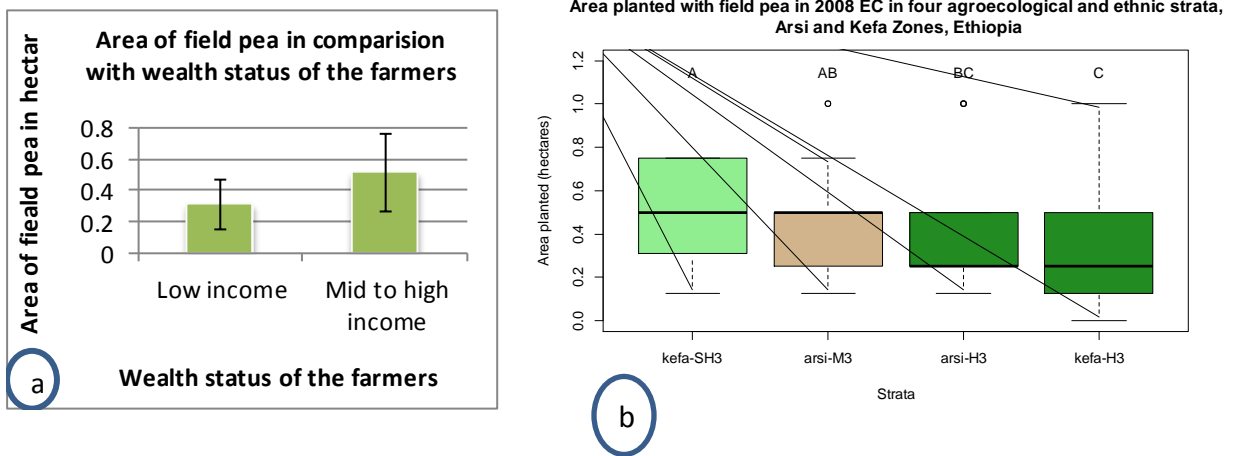 Area of field pea in comparision
with wealth status of the farmers
Area of fieald pea in hectar
0.8
0.6
0.4
0.2
0
Low income
Mid to high
income
Wealth status of the farmers
a
Area planted with field pea in 2008 EC in four agroecological and ethnic strata,
Arsi and Kefa Zones, Ethiopia
Area planted (hectares)
1.2
1.0
0.8
0.6
0.4
0.2
0.0
A
AB
BC
C
kefa-SH3
arsi-M3
arsi-H3
kefa-H3
Strata
b